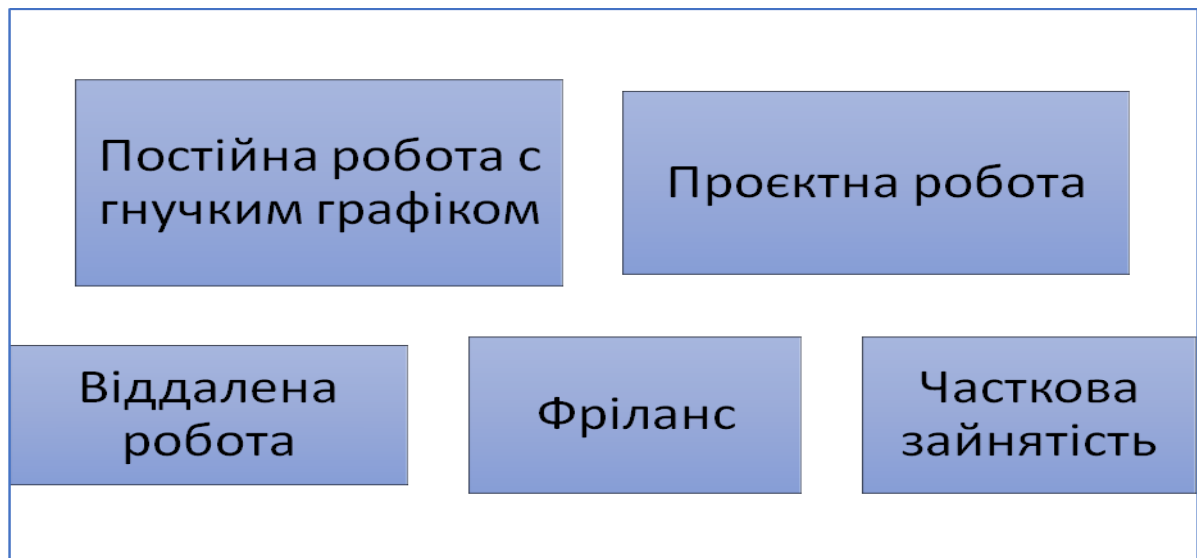 Постійна робота с
гнучким графіком
Проєктна робота
Віддалена
робота
Фріланс
Часткова
зайнятість